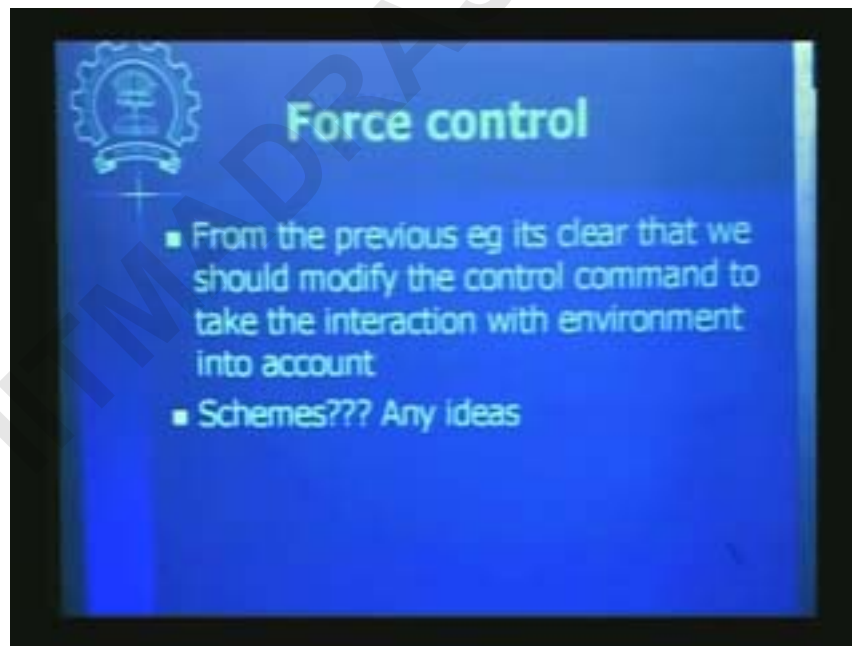 Force control
■ From the previous eg its clear that we
should modify the control command to
take the interaction with environment
into account
■ Schemes??? Any ideas
IITMADRAS